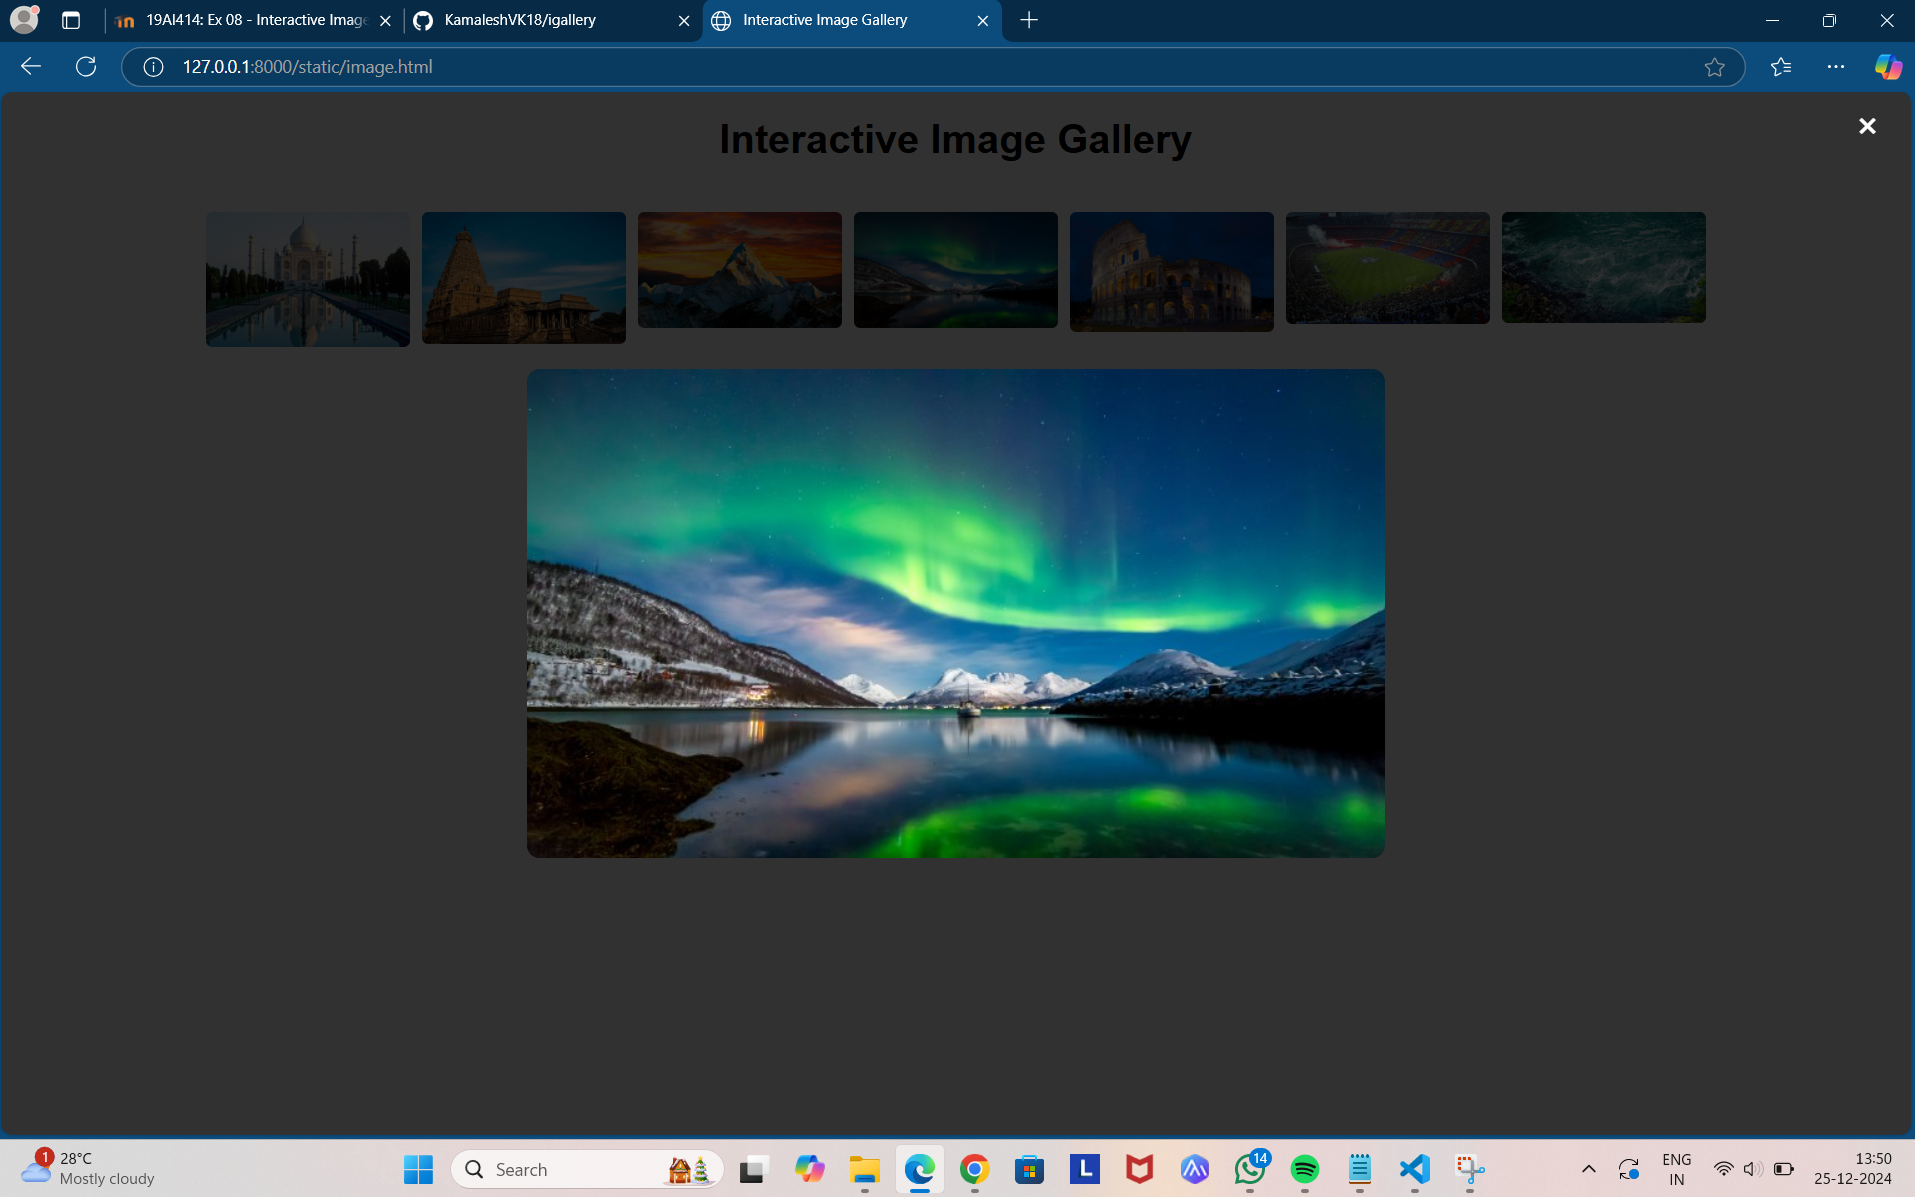 19AI414: Ex 08 - Interactive Image
KamaleshVK18/igallery
Interactive Image Gallery
127.0.0.1:8000/static/image.html
Interactive Image Gallery
1
28°C
Mostly cloudy
Search
L
14
ENG
IN
13:50
25-12-2024